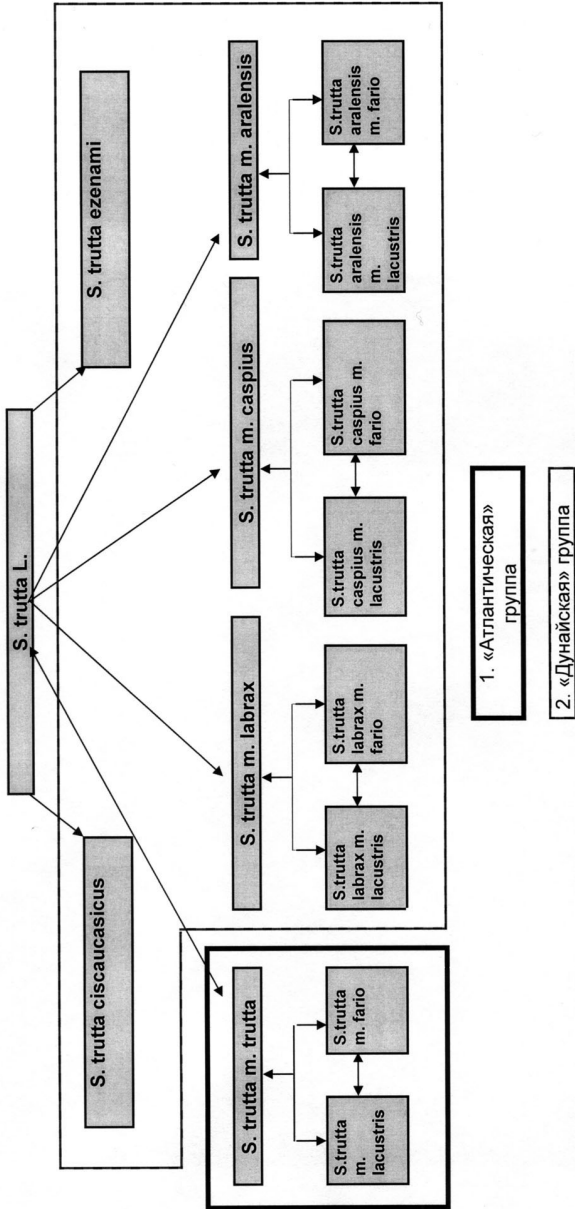 S. trutta L.
S. trutta ciscaucasicus
S. trutta ezenami
S. trutta m. trutta
S. trutta m. labrax
S. trutta m. caspius
S. trutta m. aralensis
S.trutta
m.
lacustris
S.trutta
m. fario
S.trutta
labrax m.
lacustris
S.trutta
labrax m.
fario
S.trutta
caspius m.
lacustris
S.trutta
caspius m.
fario
S.trutta
aralensis
m.
lacustris
S.trutta
aralensis
m. fario
1. «Атлантическая»
группа
2. «Дунайская» группа